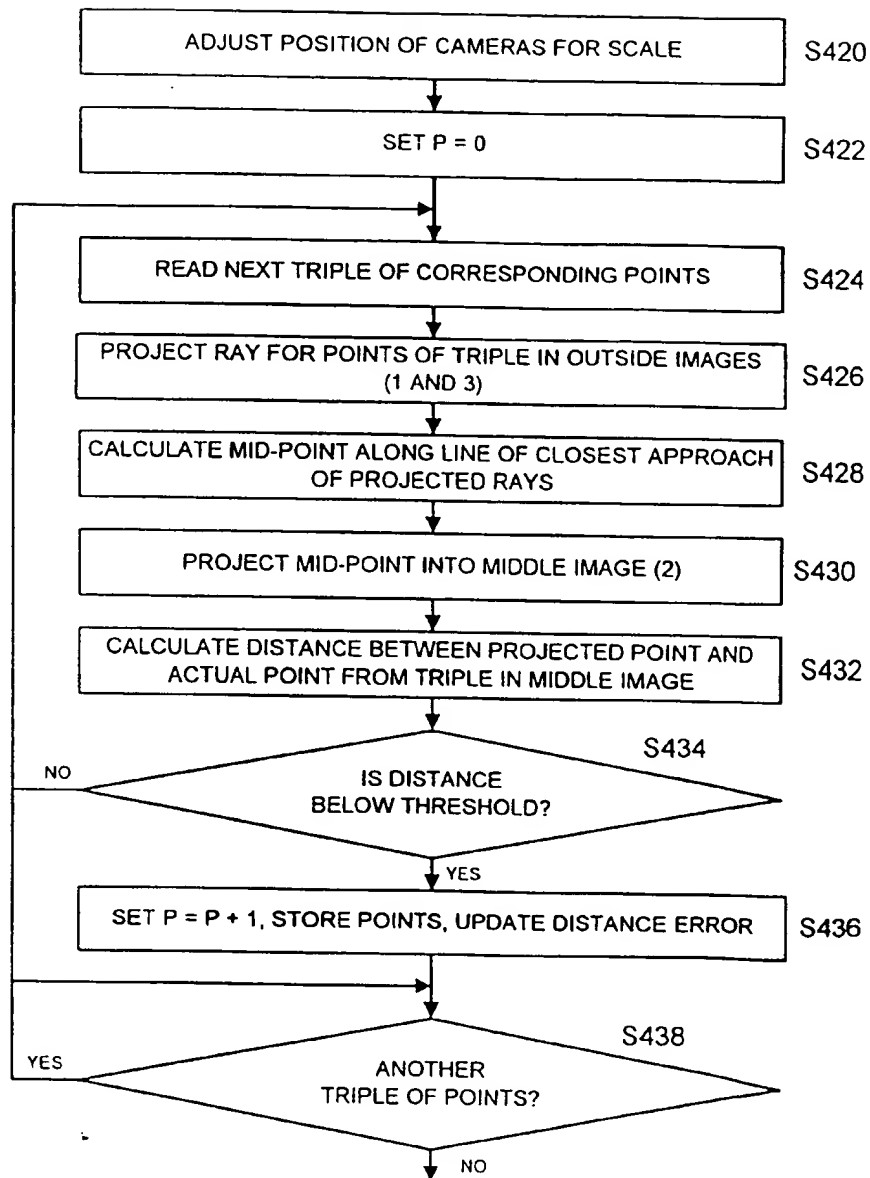 ADJUST POSITION OF CAMERAS FOR SCALE
S420
SET P = 0
S422
READ NEXT TRIPLE OF CORRESPONDING POINTS
S424
PROJECT RAY FOR POINTS OF TRIPLE IN OUTSIDE IMAGES
(1 AND 3)
S426
CALCULATE MID-POINT ALONG LINE OF CLOSEST APPROACH
OF PROJECTED RAYS
S428
PROJECT MID-POINT INTO MIDDLE IMAGE (2)
S430
CALCULATE DISTANCE BETWEEN PROJECTED POINT AND
ACTUAL POINT FROM TRIPLE IN MIDDLE IMAGE
S432
S434
NO
IS DISTANCE
BELOW THRESHOLD?
YES
SET P = P + 1, STORE POINTS, UPDATE DISTANCE ERROR
S436
S438
YES
ANOTHER
TRIPLE OF POINTS?
NO